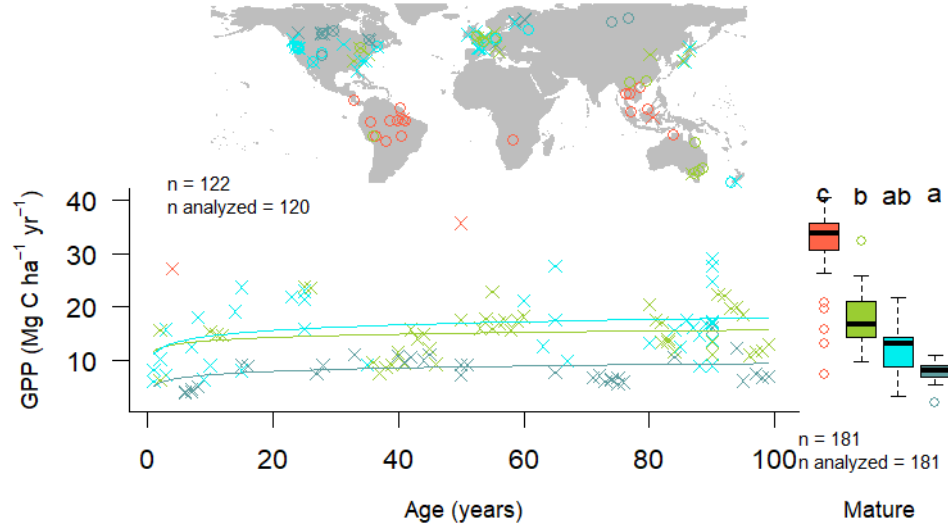 n = 122
n analyzed = 120
c b ab a
GPP (Mg C ha⁻¹ yr⁻¹)
40
30
20
10
0 20 40 60 80 100
n = 181
n analyzed = 181
Age (years)
Mature